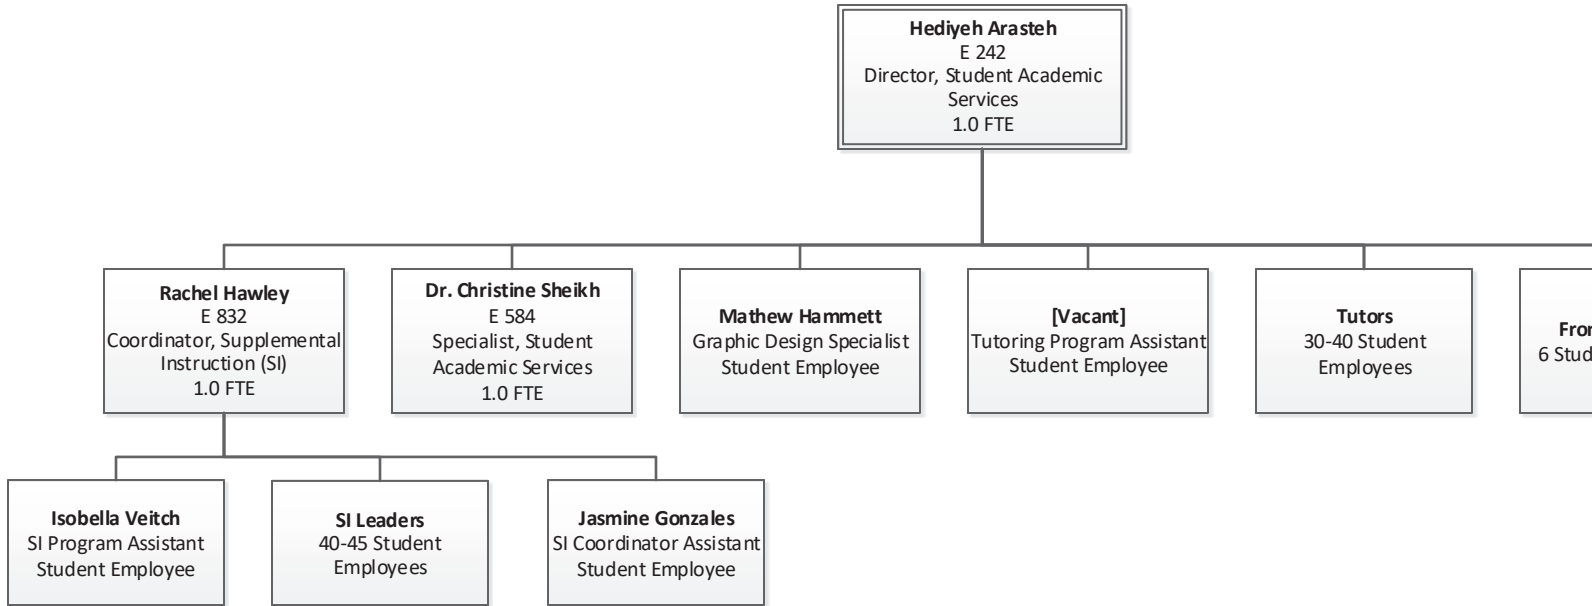 Hediyeh Arasteh
E 242
Director, Student Academic
Services
1.0 FTE
Rachel Hawley
E 832
Coordinator, Supplemental
Instruction (SI)
1.0 FTE
Dr. Christine Sheikh
E 584
Specialist, Student
Academic Services
1.0 FTE
Mathew Hammett
Graphic Design Specialist
Student Employee
[Vacant]
Tutoring Program Assistant
Student Employee
Tutors
30-40 Student
Employees
6
Isobella Veitch
SI Program Assistant
Student Employee
SI Leaders
40-45 Student
Employees
Jasmine Gonzales
SI Coordinator Assistant
Student Employee